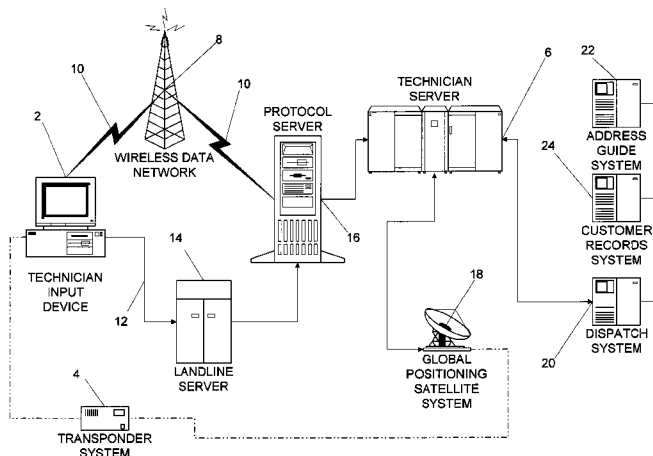 8
22
10
10
TECHNICIAN
SERVER
6
2
PROTOCOL
SERVER
ADDRESS
GUIDE
SYSTEM
WIRELESS DATA
NETWORK
24
16
CUSTOMER
RECORDS
SYSTEM
14
TECHNICIAN
INPUT
DEVICE
12
18
LANDLINE
SERVER
GLOBAL
POSITIONING
SATELLITE
SYSTEM
20
DISPATCH
SYSTEM
4
TRANSPONDER
SYSTEM